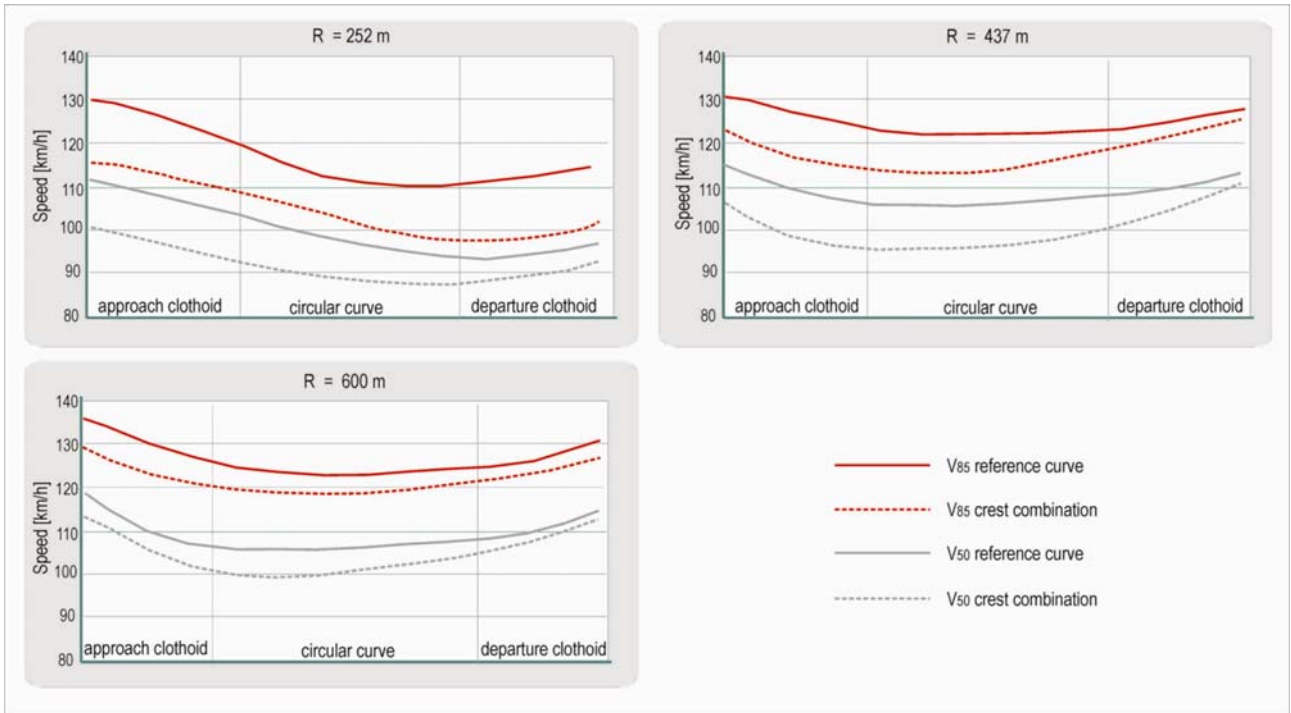 R = 252 m
Speed [km/h]
140
130
120
110
100
90
80
approach clothoid circular curve departure clothoid
R = 437 m
Speed [km/h]
140
130
120
110
100
90
80
approach clothoid circular curve departure clothoid
R = 600 m
Speed [km/h]
140
130
120
110
100
90
80
approach clothoid circular curve departure clothoid
V85 reference curve
V85 crest combination
V50 reference curve
V50 crest combination